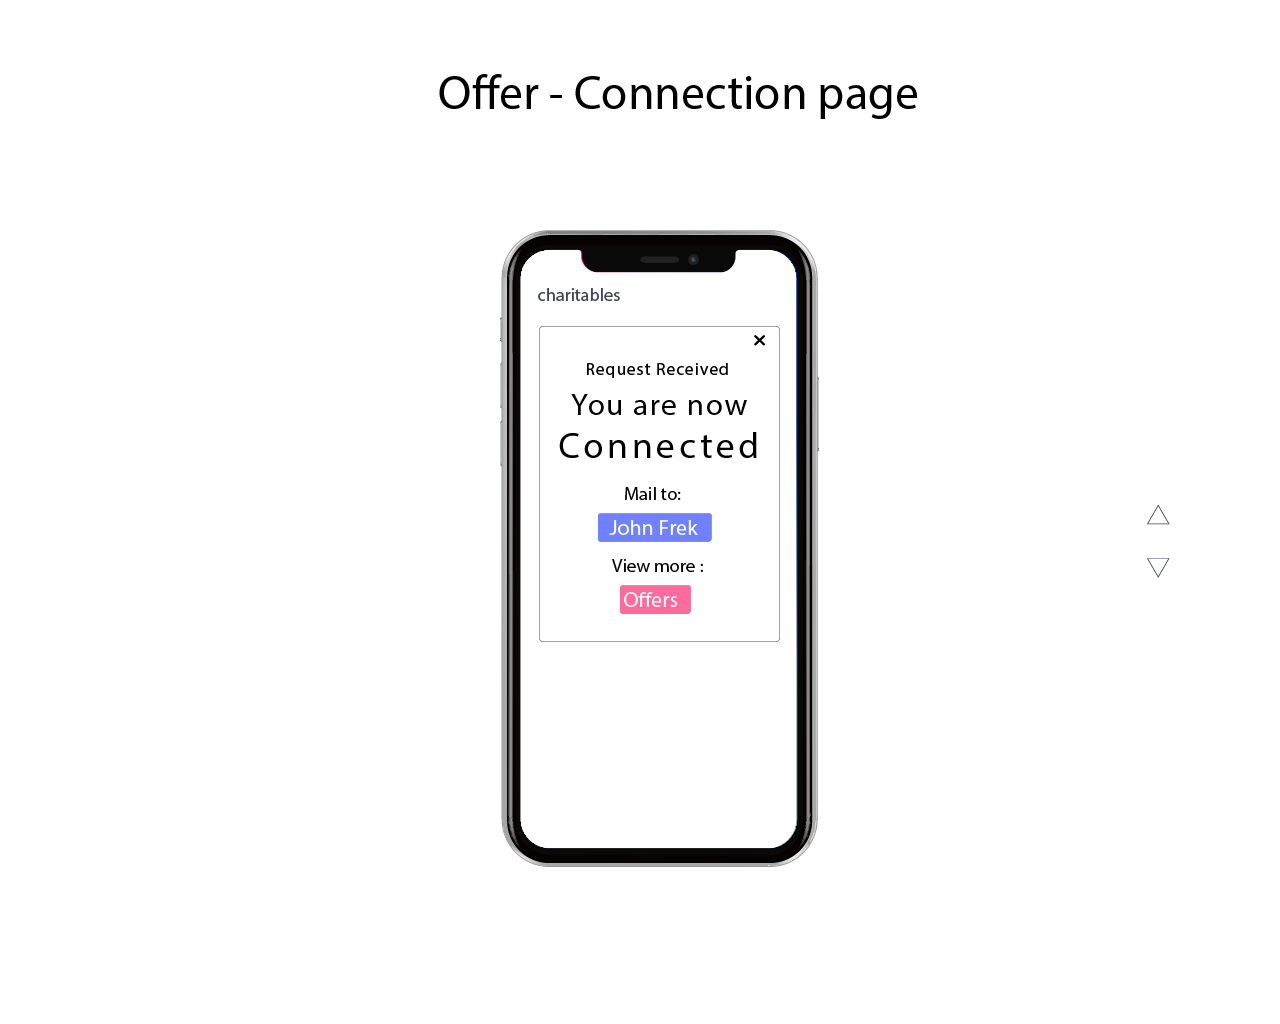 Offer - Connection page
charitables
Request Received
You are now
Connected
Mail to:
John Frek
View more :
Offers